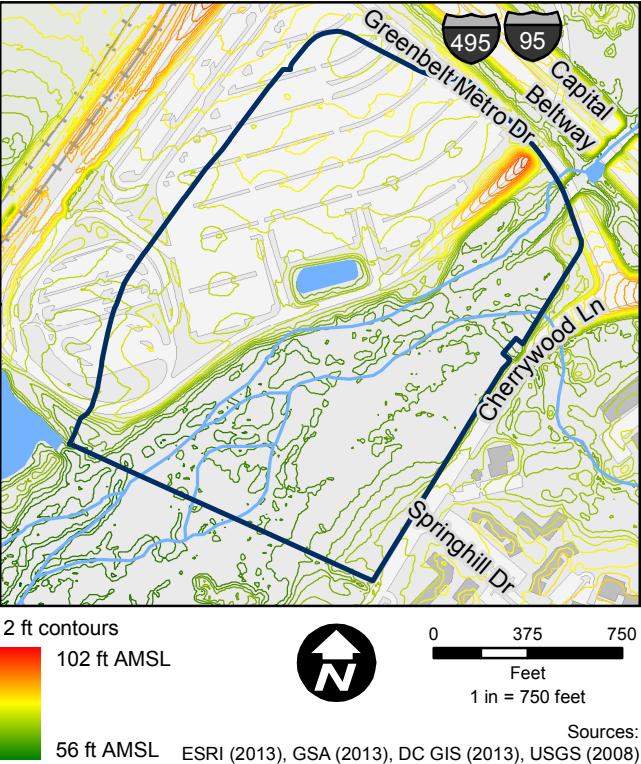 Greenbelt Metro Dr
495
95
Capital
Beltway
Cherrywood Ln
Springhill Dr
2 ft contours
102 ft AMSL
56 ft AMSL
N
0 375 750
Feet
1 in = 750 feet
Sources:
ESRI (2013), GSA (2013), DC GIS (2013), USGS (2008)